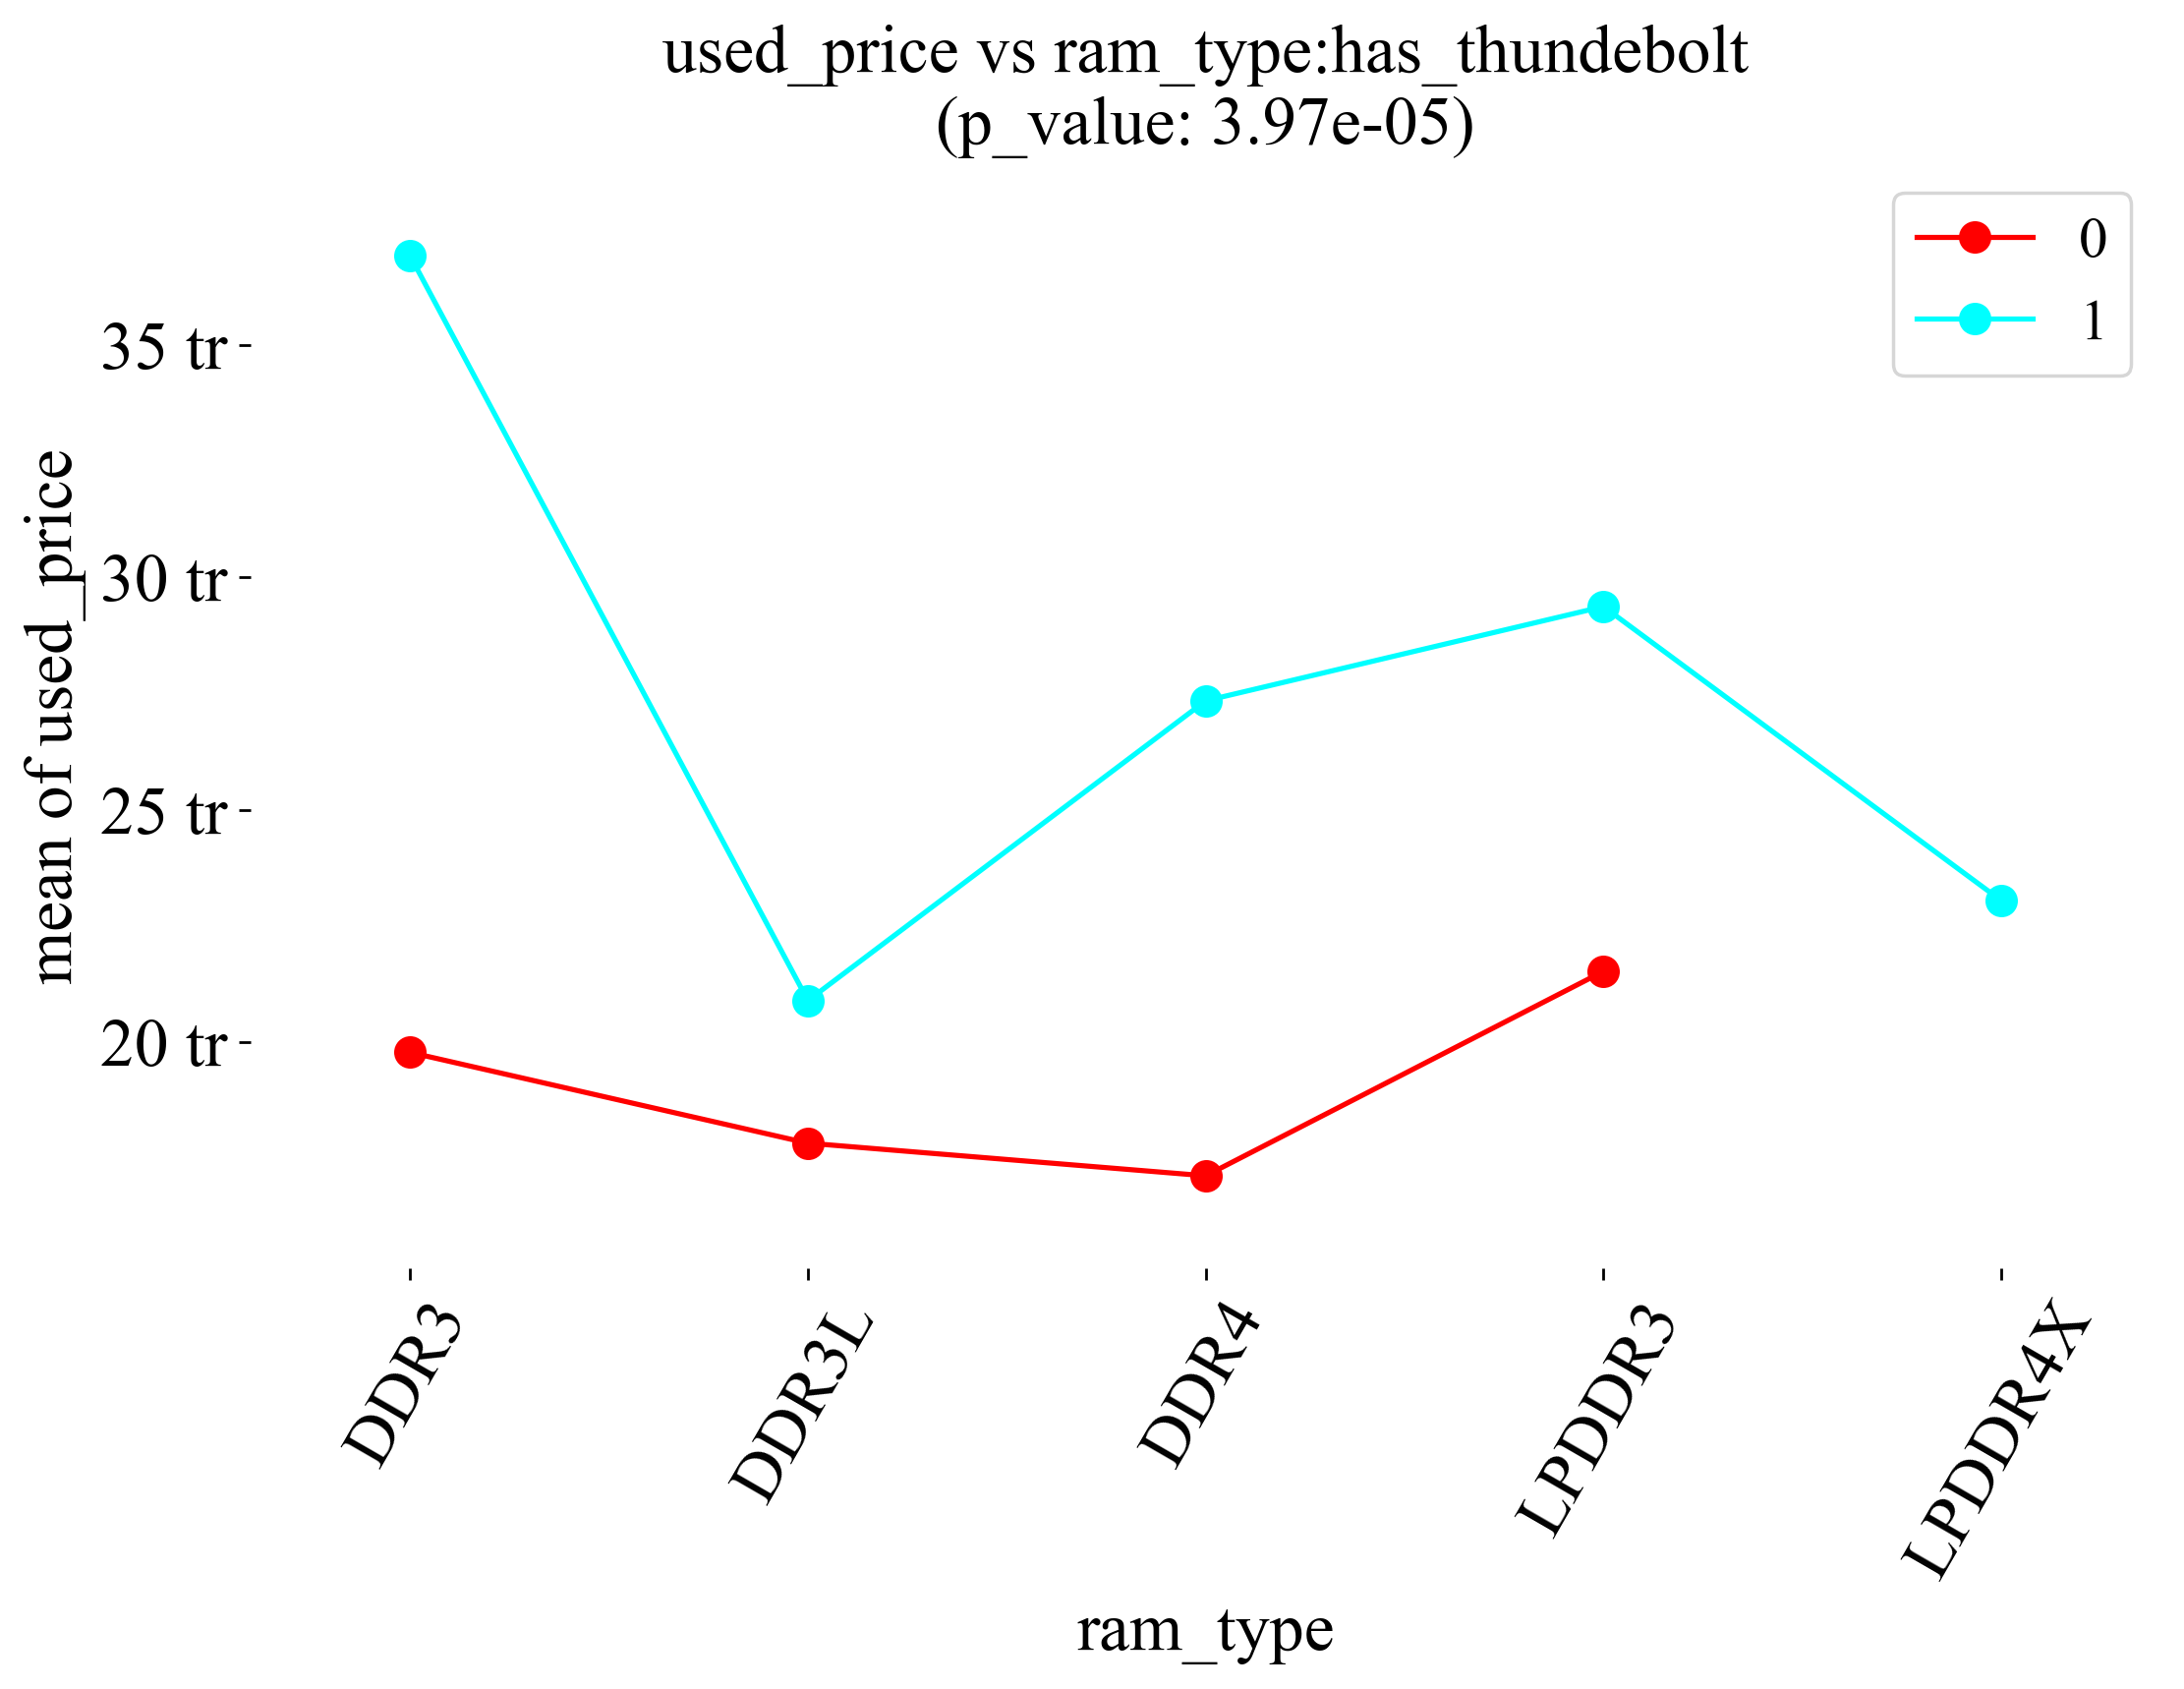 used_price vs ram_type:has_thundebolt
(p_value: 3.97e-05)
0
1
35 tr
30 tr
25 tr
20 tr
mean of used_price
DDR3
DDR3L
DDR4
LPDDR3
LPDDR4X
ram_type